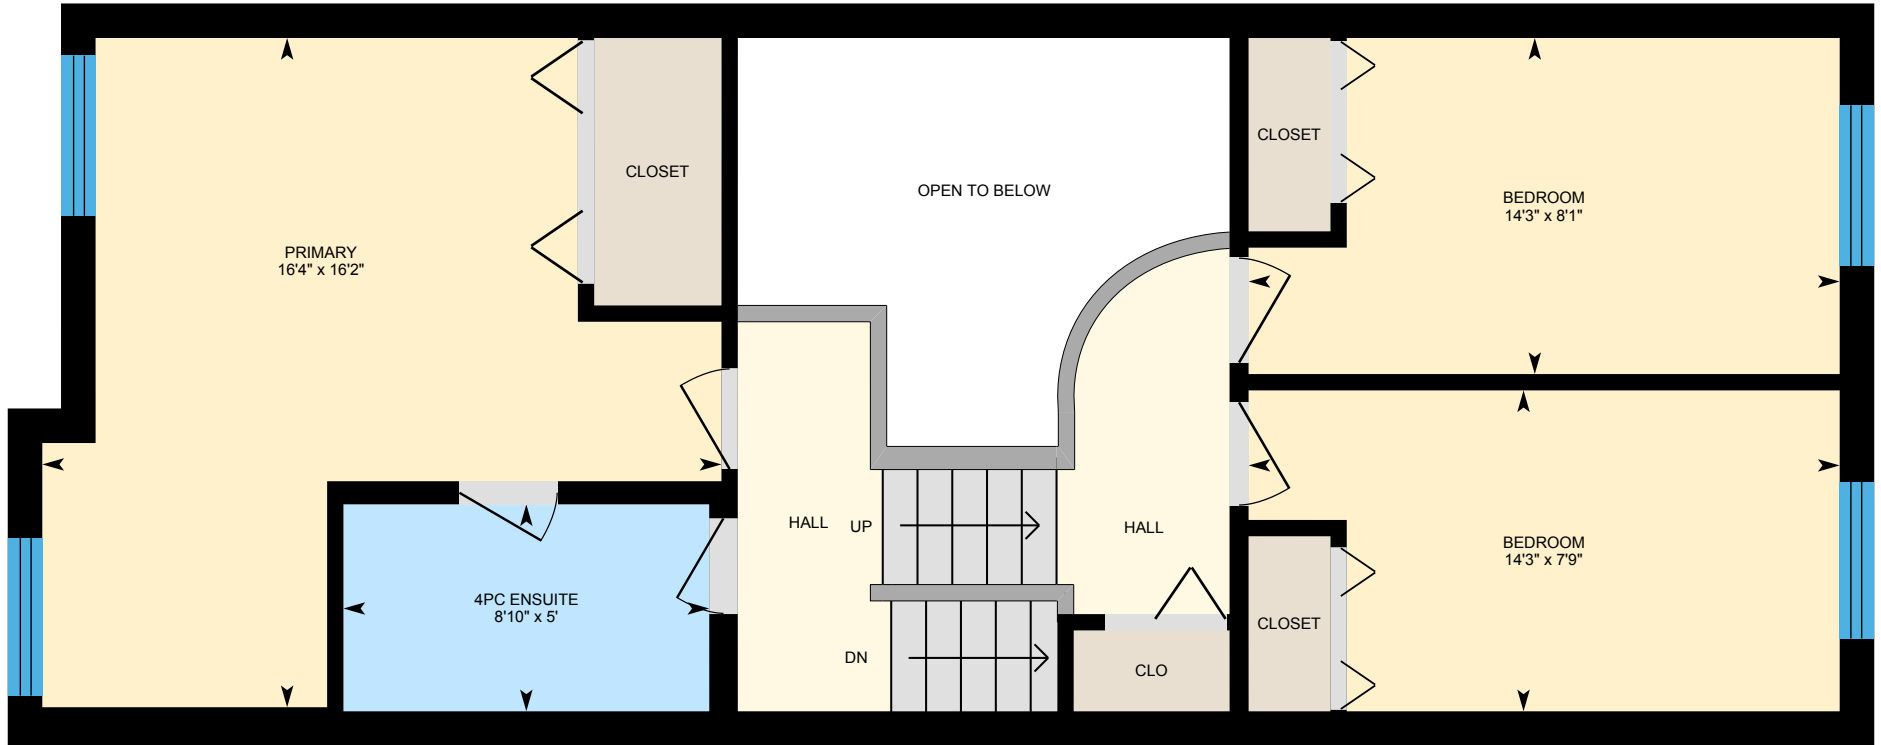 CLOSET
CLOSET
OPEN TO BELOW
BEDROOM
14'3" x 8'1"
PRIMARY
16'4" x 16'2"
HALL
UP
HALL
BEDROOM
14'3" x 7'9"
4PC ENSUITE
8'10" x 5'
CLOSET
DN
CLO